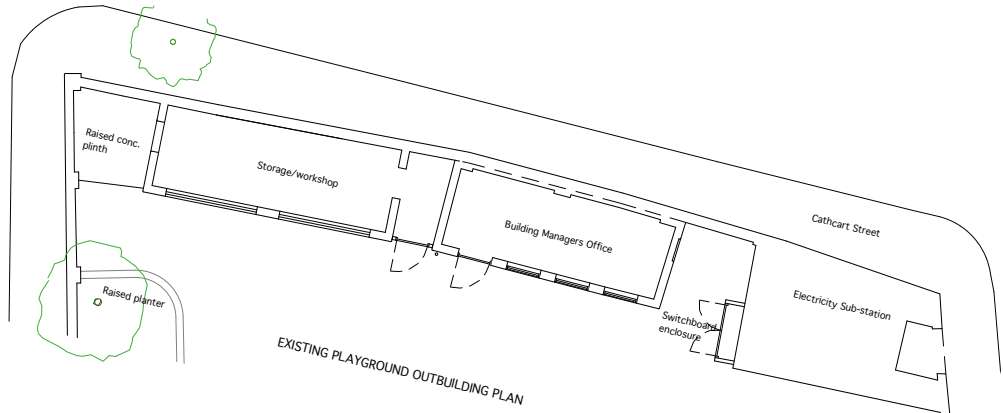 Raised conc.
plinth
Storage/workshop
Building Managers Office
Cathcart Street
Electricity Sub-station
Switchboard
enclosure
Raised planter
EXISTING PLAYGROUND OUTBUILDING PLAN